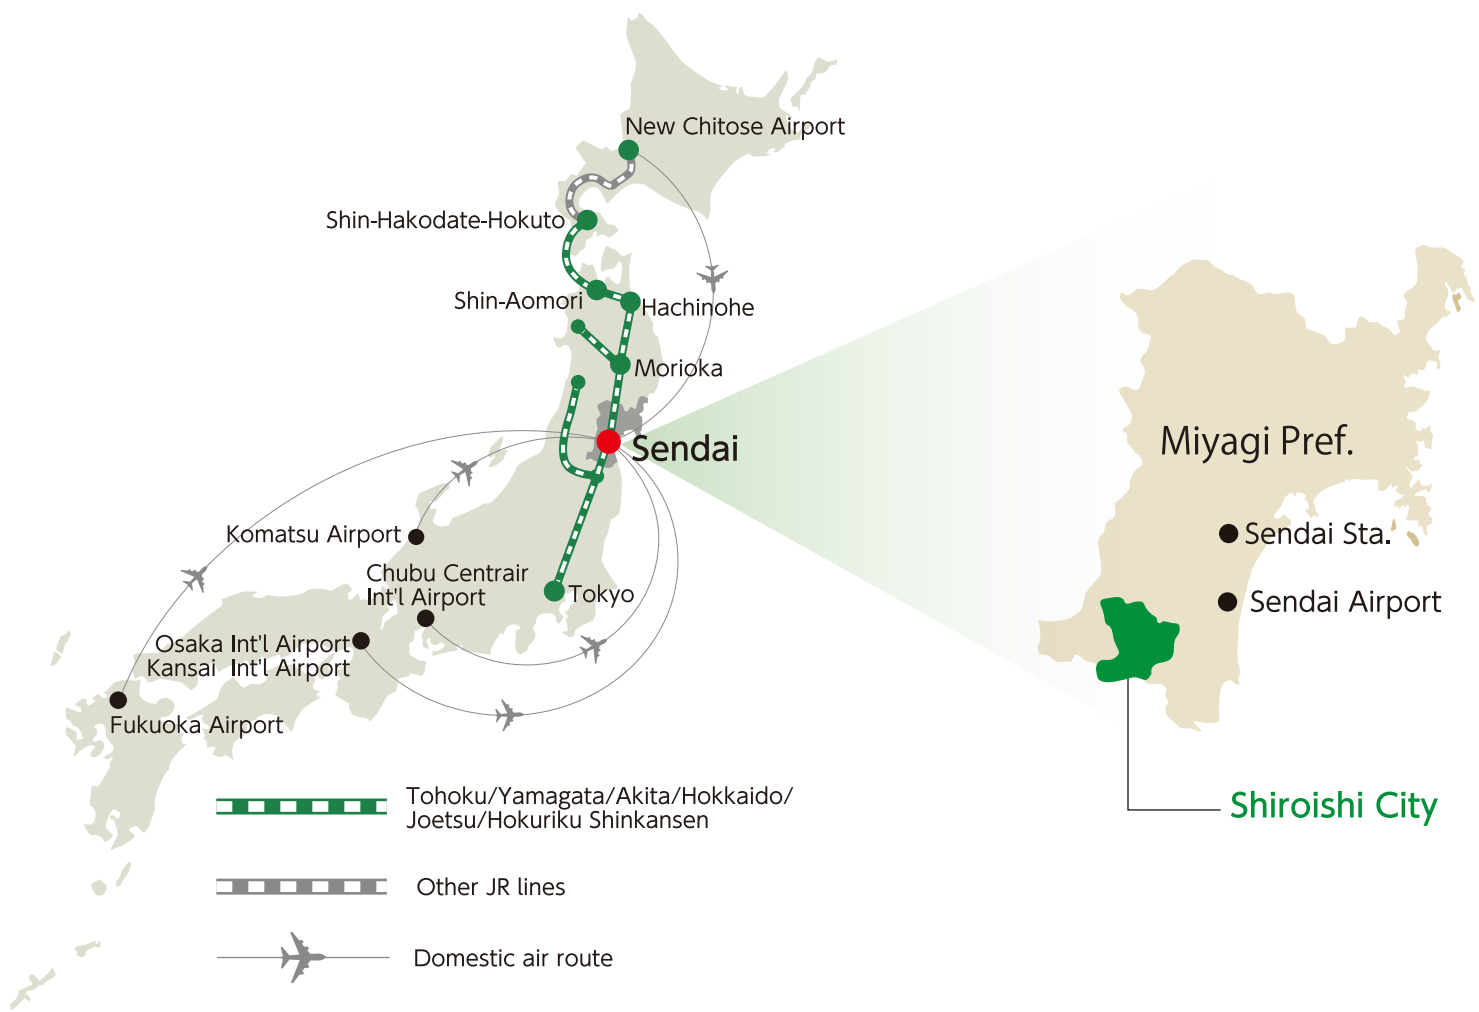 New Chitose Airport
Shin-Hakodate-Hokuto
Shin-Aomori
Hachinohe
Morioka
Sendai
Komatsu Airport
Chubu Centrair
Int'l Airport
Tokyo
Osaka Int'l Airport
Kansai Int'l Airport
Fukuoka Airport
Tohoku/Yamagata/Akita/Hokkaido/
Joetsu/Hokuriku Shinkansen
Other JR lines
Domestic air route
Miyagi Pref.
Sendai Sta.
Sendai Airport
Shiroishi City